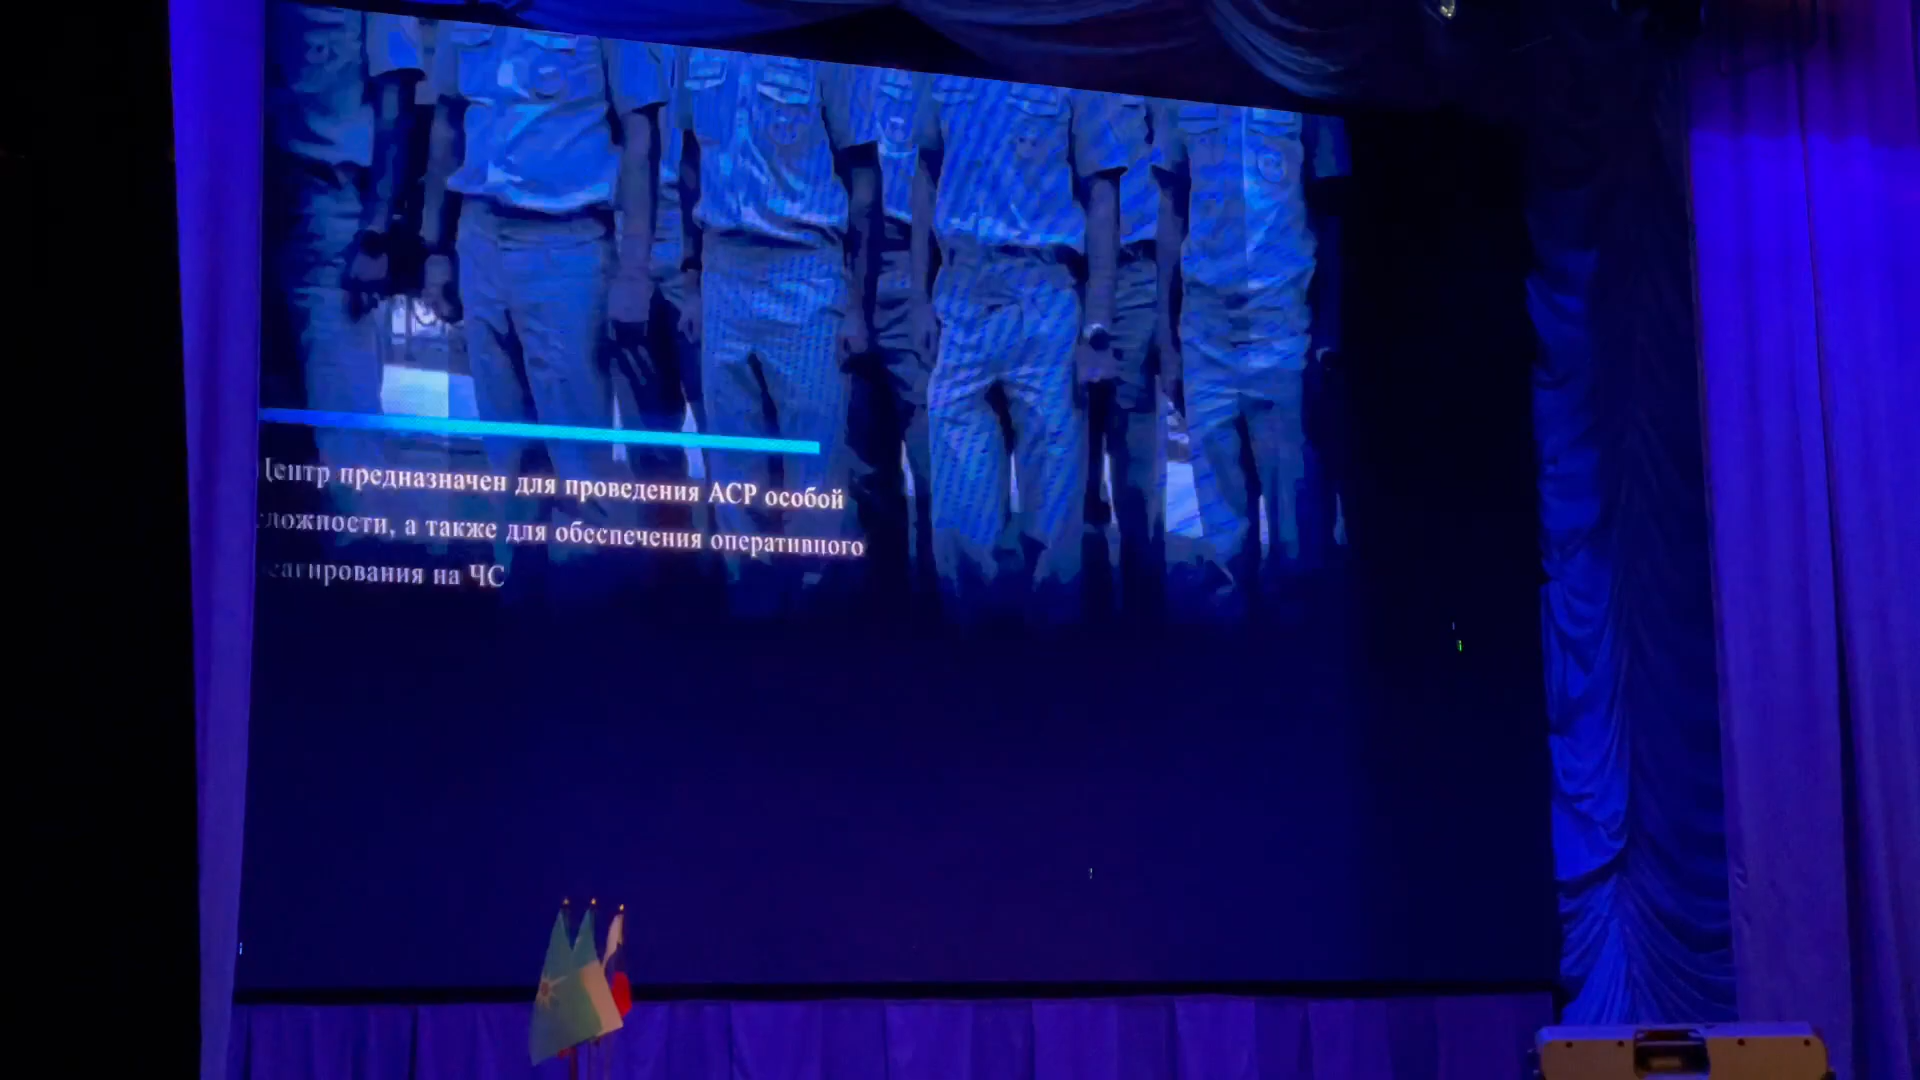 Центр предназначен для проведения АСР особой
сложности, а также для обеспечения оперативного
реагирования на ЧС